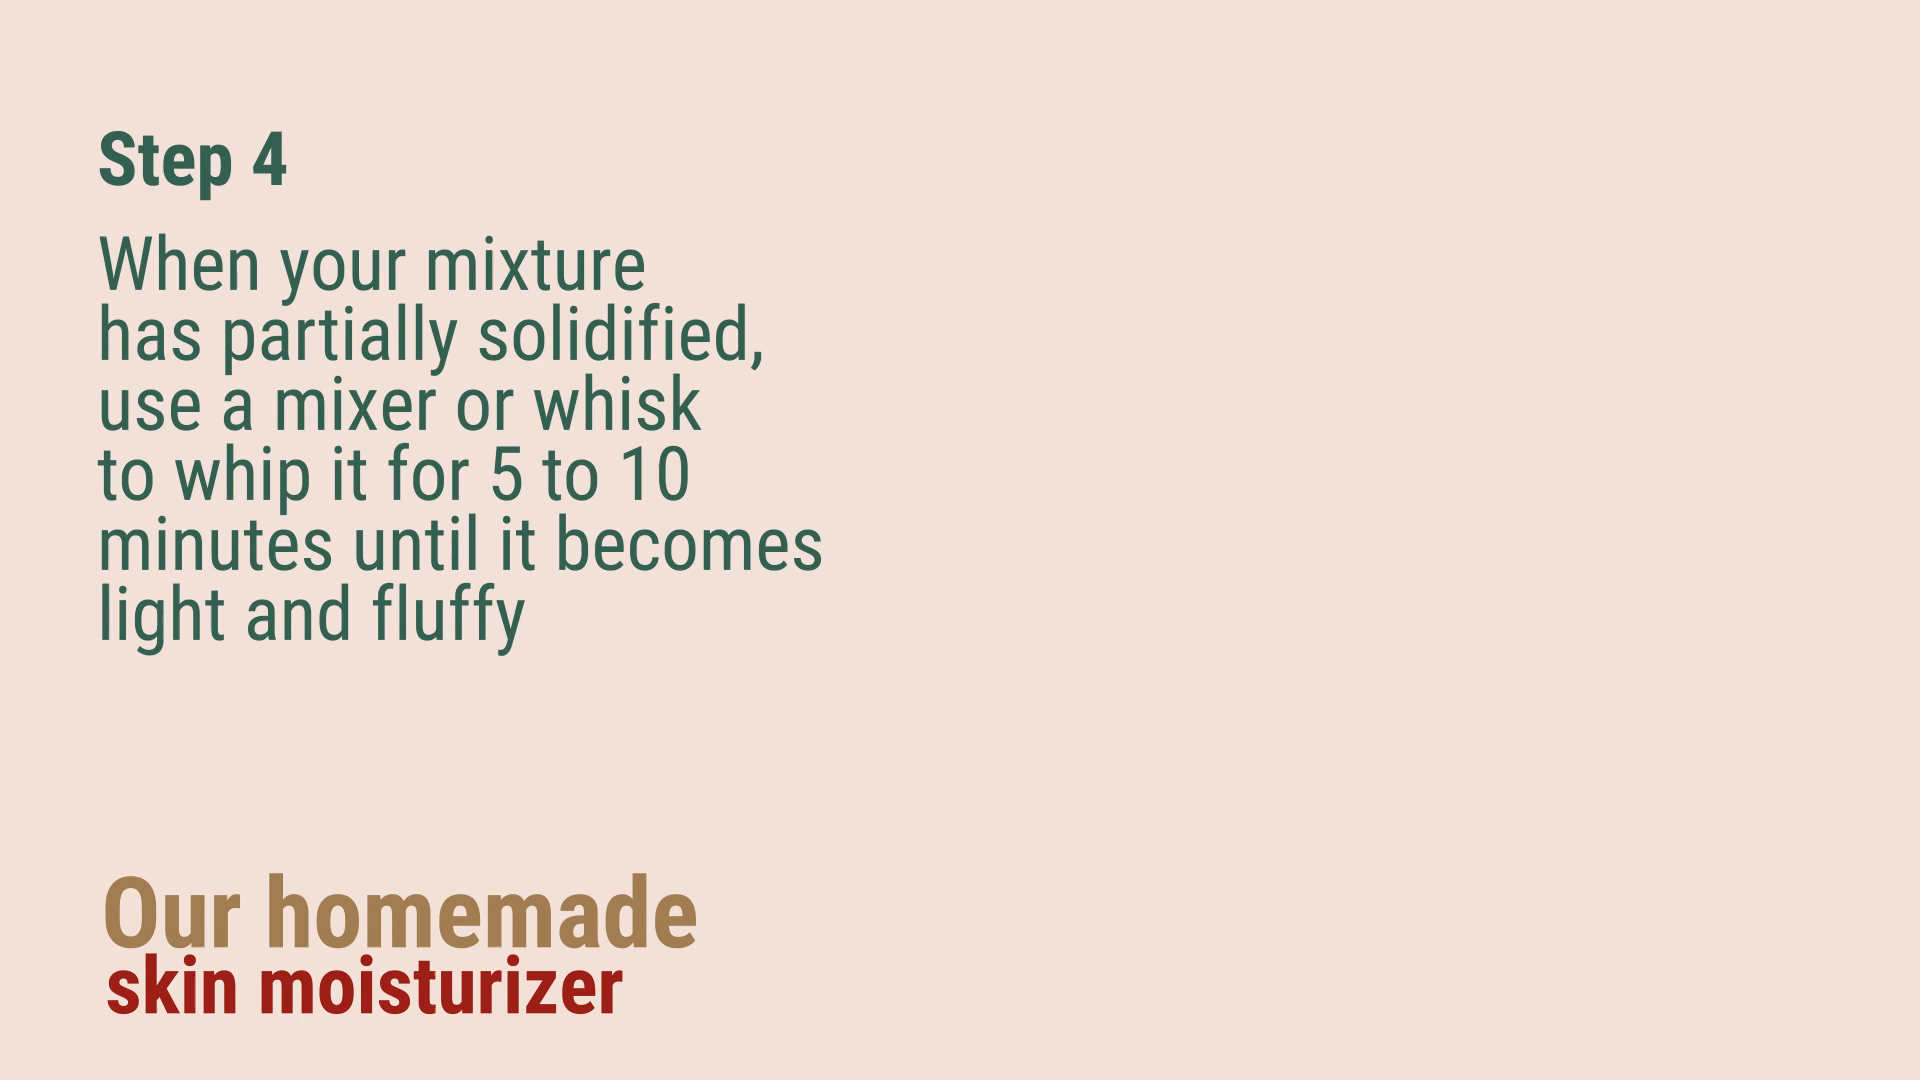 Step 4
When your mixture
has partially solidified,
use a mixer or whisk
to whip it for 5 to 10
minutes until it becomes
light and fluffy
Our homemade
skin moisturizer